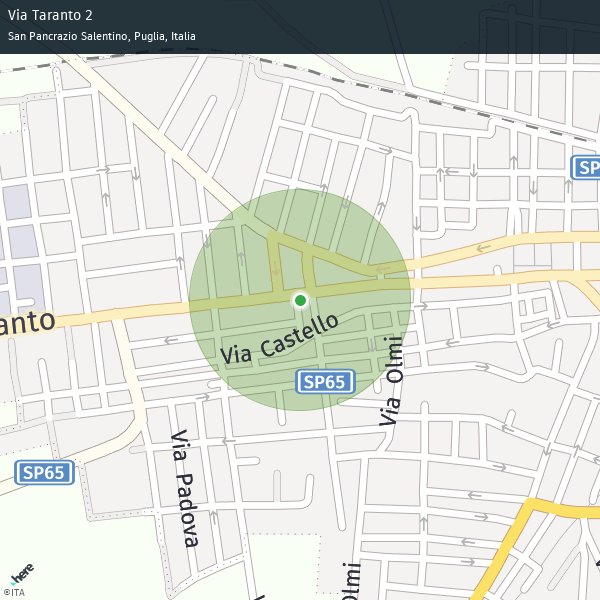 Via Taranto 2
San Pancrazio Salentino, Puglia, Italia
SP
anto
Via Castello
SP65
Via Olmi
SP65
Via Padova
Olmi
here
©ITA